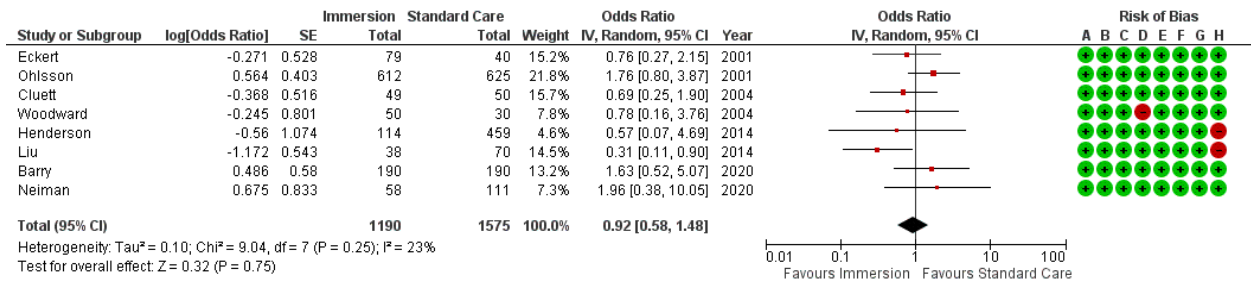 Immersion Standard Care Odds Ratio Odds Ratio Risk of Bias
Study or Subgroup log[Odds Ratio] SE Total Total Weight IV, Random, 95% CI Year IV, Random, 95% CI A B C D E F G H
Eckert -0.271 0.528 79 40 15.2% 0.76 [0.27, 2.15] 2001
Ohlsson 0.564 0.403 612 625 21.8% 1.76 [0.80, 3.87] 2001
Cluett -0.368 0.516 49 50 15.7% 0.69 [0.25, 1.90] 2004
Woodward -0.245 0.801 50 30 7.8% 0.78 [0.16, 3.76] 2004
Henderson -0.56 1.074 114 459 4.6% 0.57 [0.07, 4.69] 2014
Liu -1.172 0.543 38 70 14.5% 0.31 [0.11, 0.90] 2014
Barry 0.486 0.58 190 190 13.2% 1.63 [0.52, 5.07] 2020
Neiman 0.675 0.833 58 111 7.3% 1.96 [0.38, 10.05] 2020
Total (95% CI) 1190 1575 100.0% 0.92 [0.58, 1.48]
Heterogeneity: Tau² = 0.10; Chi² = 9.04, df = 7 (P = 0.25); I² = 23%
Test for overall effect: Z = 0.32 (P = 0.75)
0.01 0.1 1 10 100
Favours Immersion Favours Standard Care